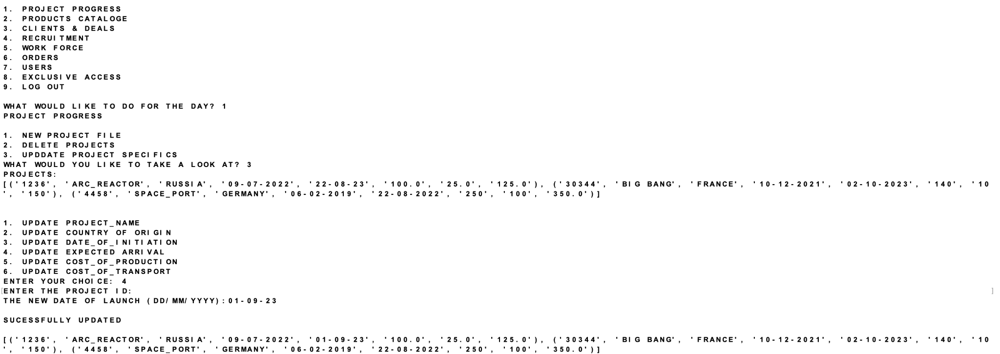 1. PROJECT PROGRESS
2. PRODUCTS CATALOGE
3. CLIENTS & DEALS
4. RECRUITMENT
5. WORK FORCE
6. ORDERS
7. USERS
8. EXCLUSIVE ACCESS
9. LOG OUT
WHAT WOULD LIKE TO DO FOR THE DAY? 1
PROJECT PROGRESS
1. NEW PROJECT FILE
2. DELETE PROJECTS
3. UPDDATE PROJECT SPECIFICS
WHAT WOULD YOU LIKE TO TAKE A LOOK AT? 3
PROJECTS:
[('1236', 'ARC_REACTOR', 'RUSSIA', '09-07-2022', '22-08-23', '100.0', '25.0', '125.0'), ('30344', 'BIG BANG', 'FRANCE', '10-12-2021', '02-10-2023', '140', '10
', '150'), ('4458', 'SPACE_PORT', 'GERMANY', '06-02-2019', '22-08-2022', '250', '100', '350.0')]
1. UPDATE PROJECT_NAME
2. UPDATE COUNTRY OF ORIGIN
3. UPDATE DATE_OF_INITIATION
4. UPDATE EXPECTED ARRIVAL
5. UPDATE COST_OF_PRODUCTION
6. UPDATE COST_OF_TRANSPORT
ENTER YOUR CHOICE: 4
[ENTER THE PROJECT ID: ]
THE NEW DATE OF LAUNCH (DD/MM/YYYY):01-09-23
SUCESSFULLY UPDATED
[('1236', 'ARC_REACTOR', 'RUSSIA', '09-07-2022', '01-09-23', '100.0', '25.0', '125.0'), ('30344', 'BIG BANG', 'FRANCE', '10-12-2021', '02-10-2023', '140', '10
', '150'), ('4458', 'SPACE_PORT', 'GERMANY', '06-02-2019', '22-08-2022', '250', '100', '350.0')]